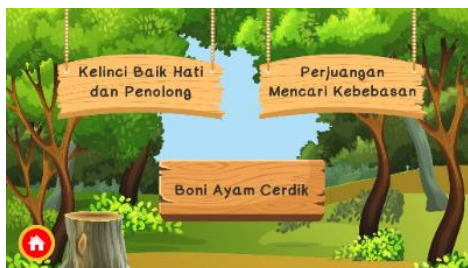 Kelinci Baik Hati
dan Penolong
Perjuangan
Mencari Kebebasan
Boni Ayam Cerdik